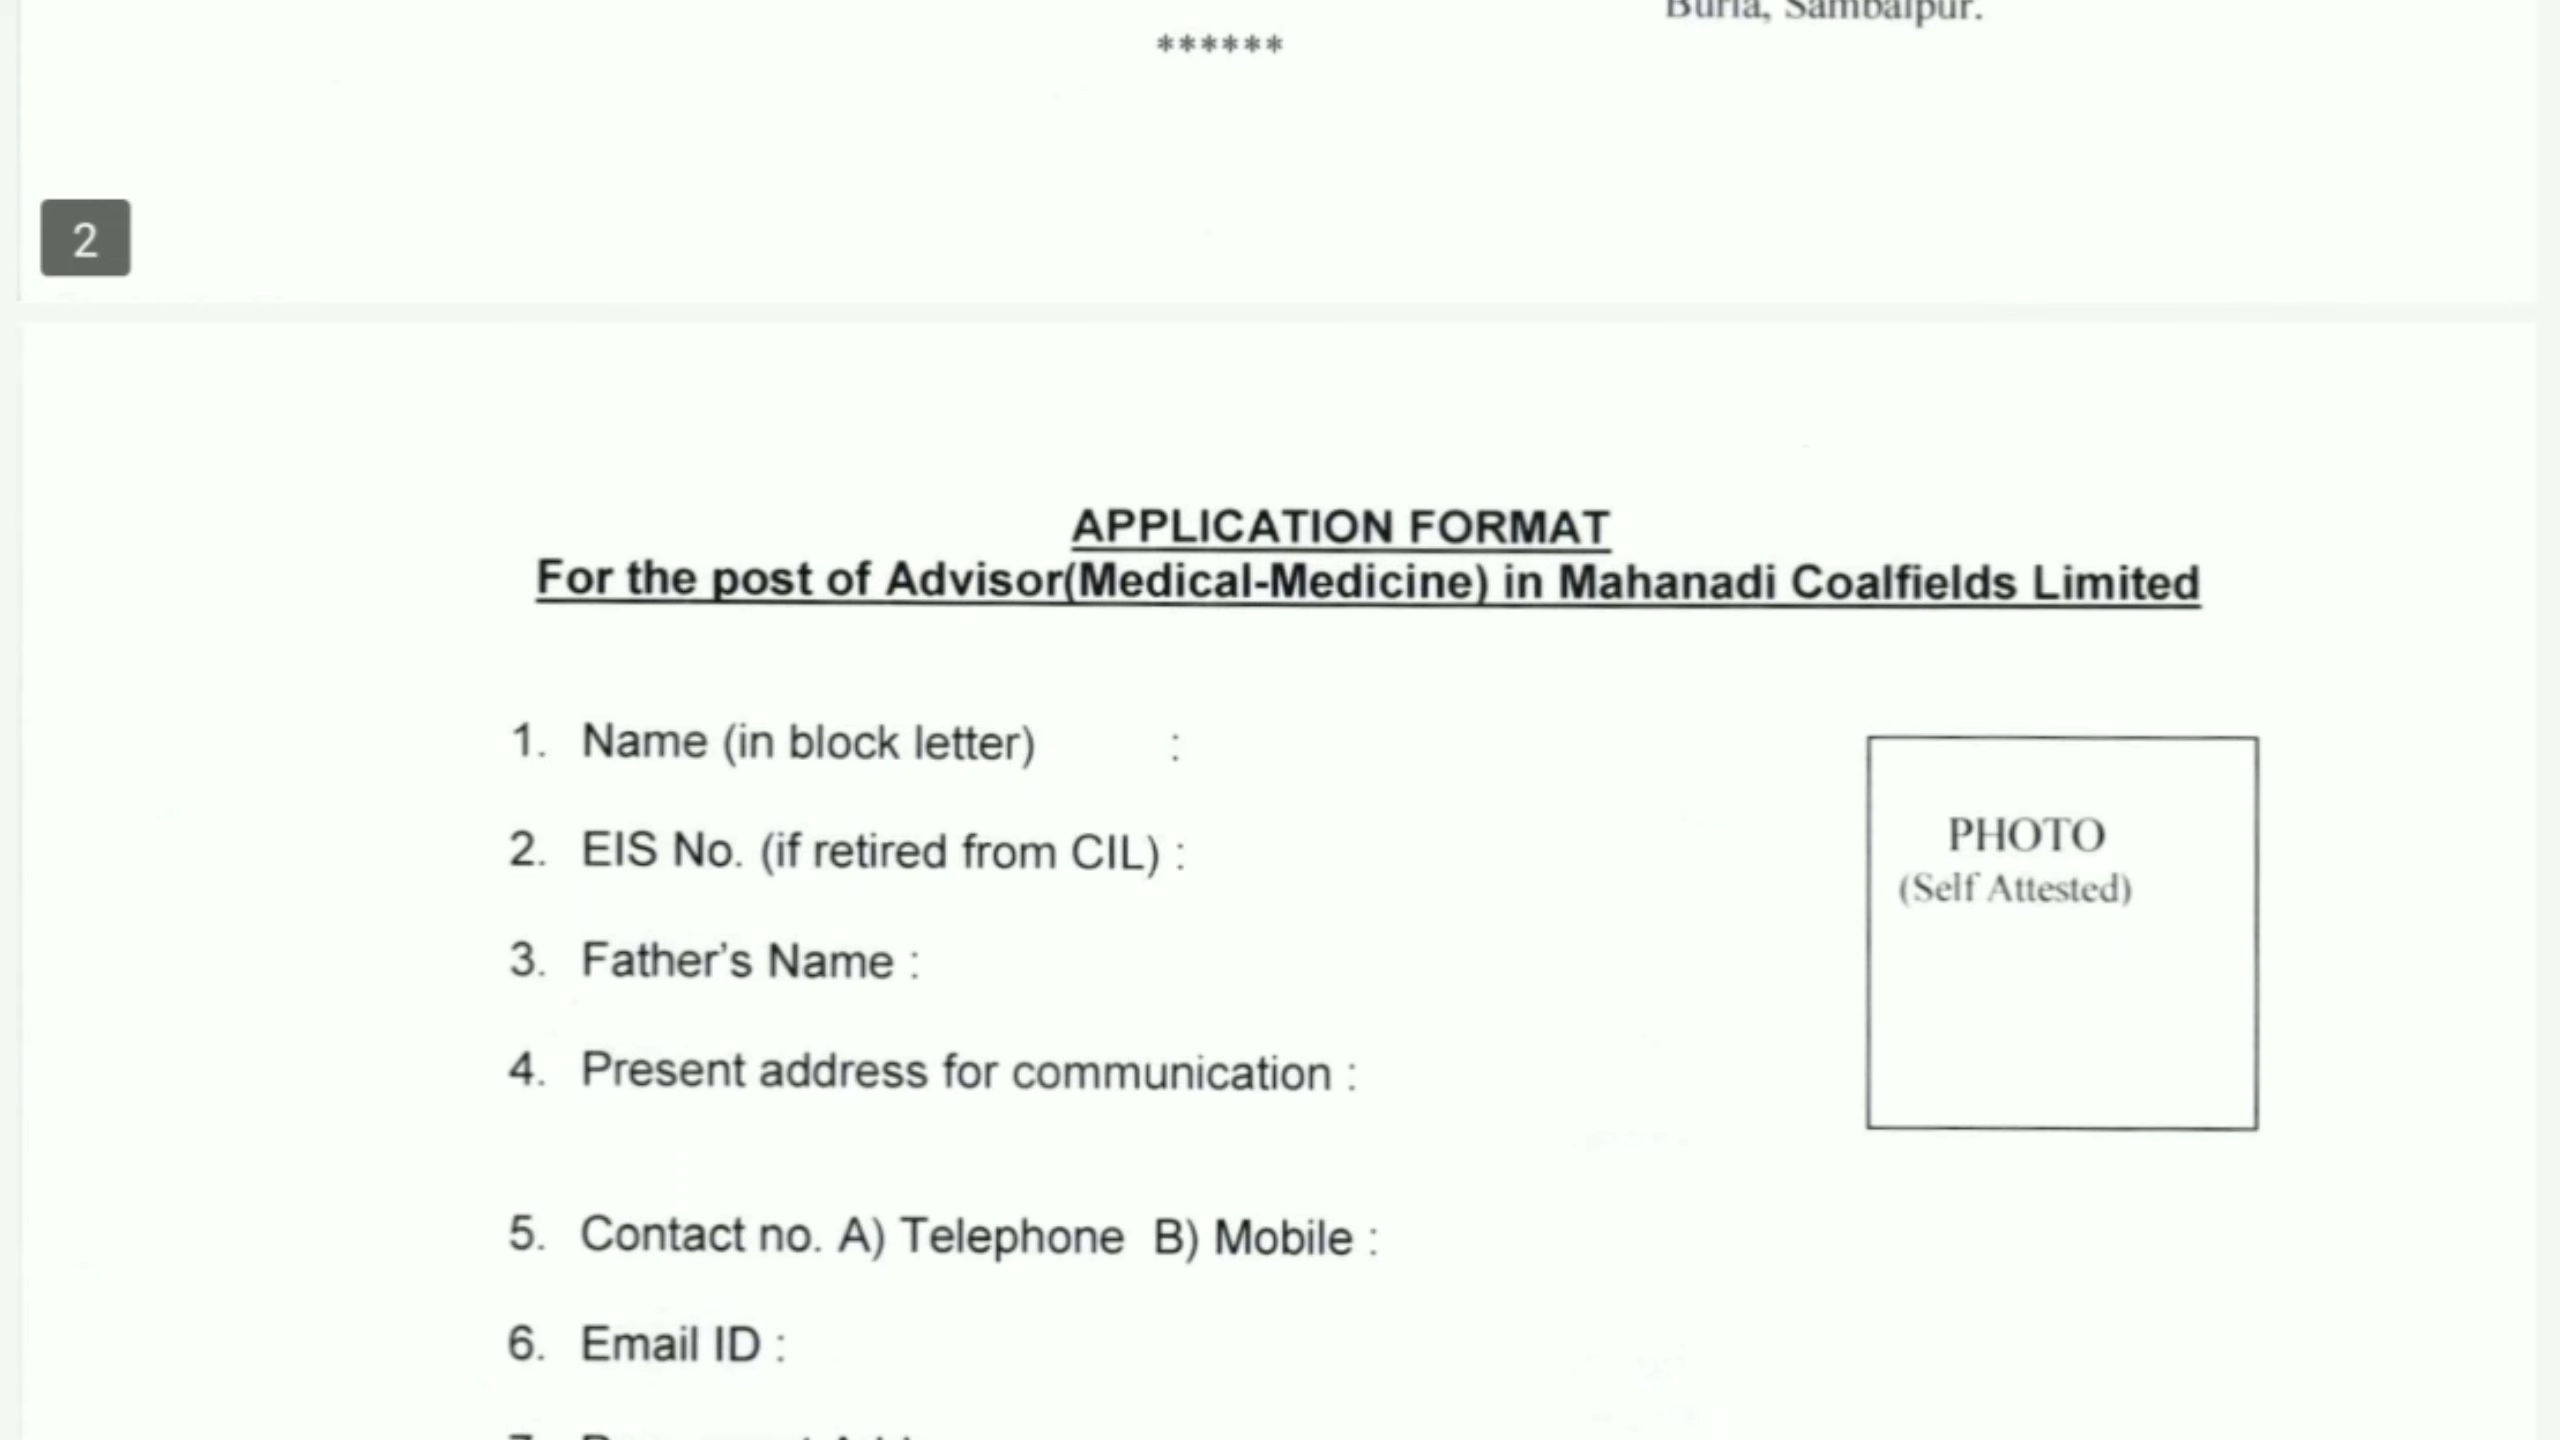 Burla, Sambalpur.
******
2
APPLICATION FORMAT
For the post of Advisor(Medical-Medicine) in Mahanadi Coalfields Limited
1. Name (in block letter) :
2. EIS No. (if retired from CIL) :
PHOTO
(Self Attested)
3. Father's Name :
4. Present address for communication :
5. Contact no. A) Telephone B) Mobile :
6. Email ID :